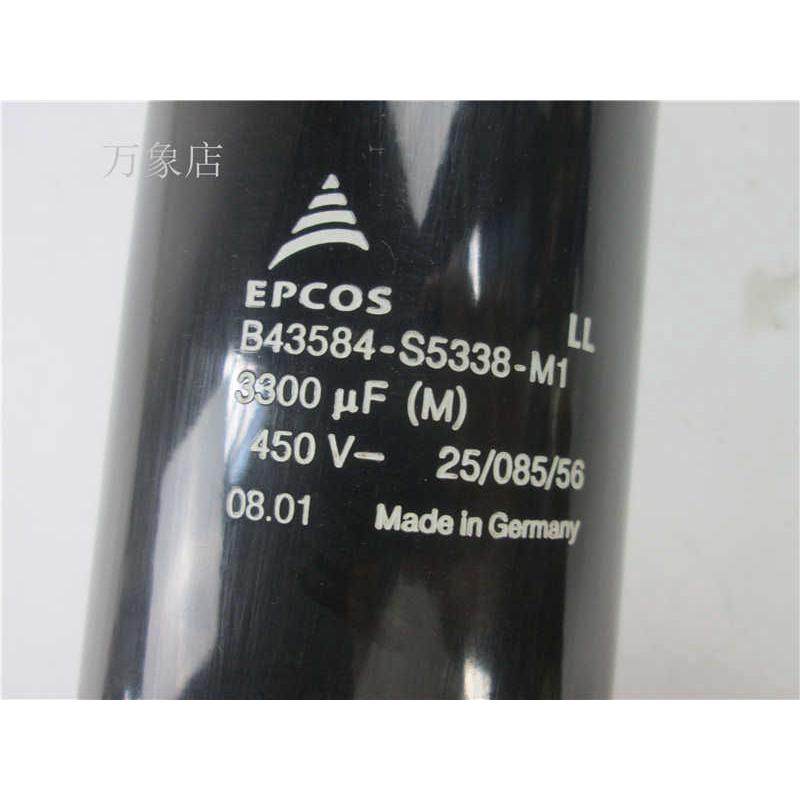 万象店
EPCOS
LL
B43584-S5338-M1
3300 µF (M)
450 V– 25/085/56
08.01 Made in Germany